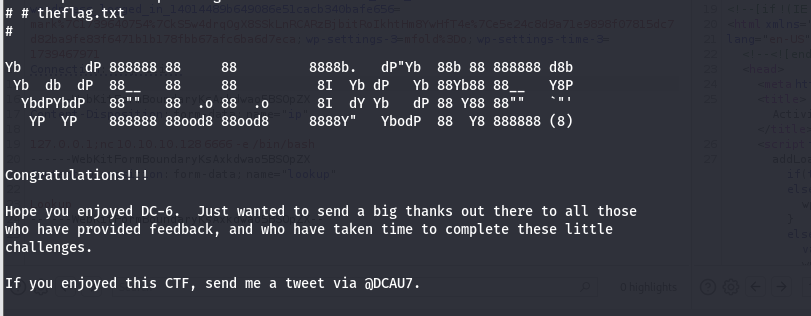 # # theflag.txt
#
Yb      dP 888888 88     88         8888b.   dP"Yb  88b 88 888888 d8b
 Yb  db  dP  88__   88     88          8I  Yb dP   Yb 88Yb88 88__   Y8P
  YbdPYbdP   88""   88  .o 88  .o      8I  dY Yb   dP 88 Y88 88""   `"'
   YP  YP    888888 88ood8 88ood8     8888Y"   YbodP  88  Y8 888888 (8)
Congratulations!!!
Hope you enjoyed DC-6.  Just wanted to send a big thanks out there to all those
who have provided feedback, and who have taken time to complete these little
challenges.
If you enjoyed this CTF, send me a tweet via @DCAU7.
0 highlights